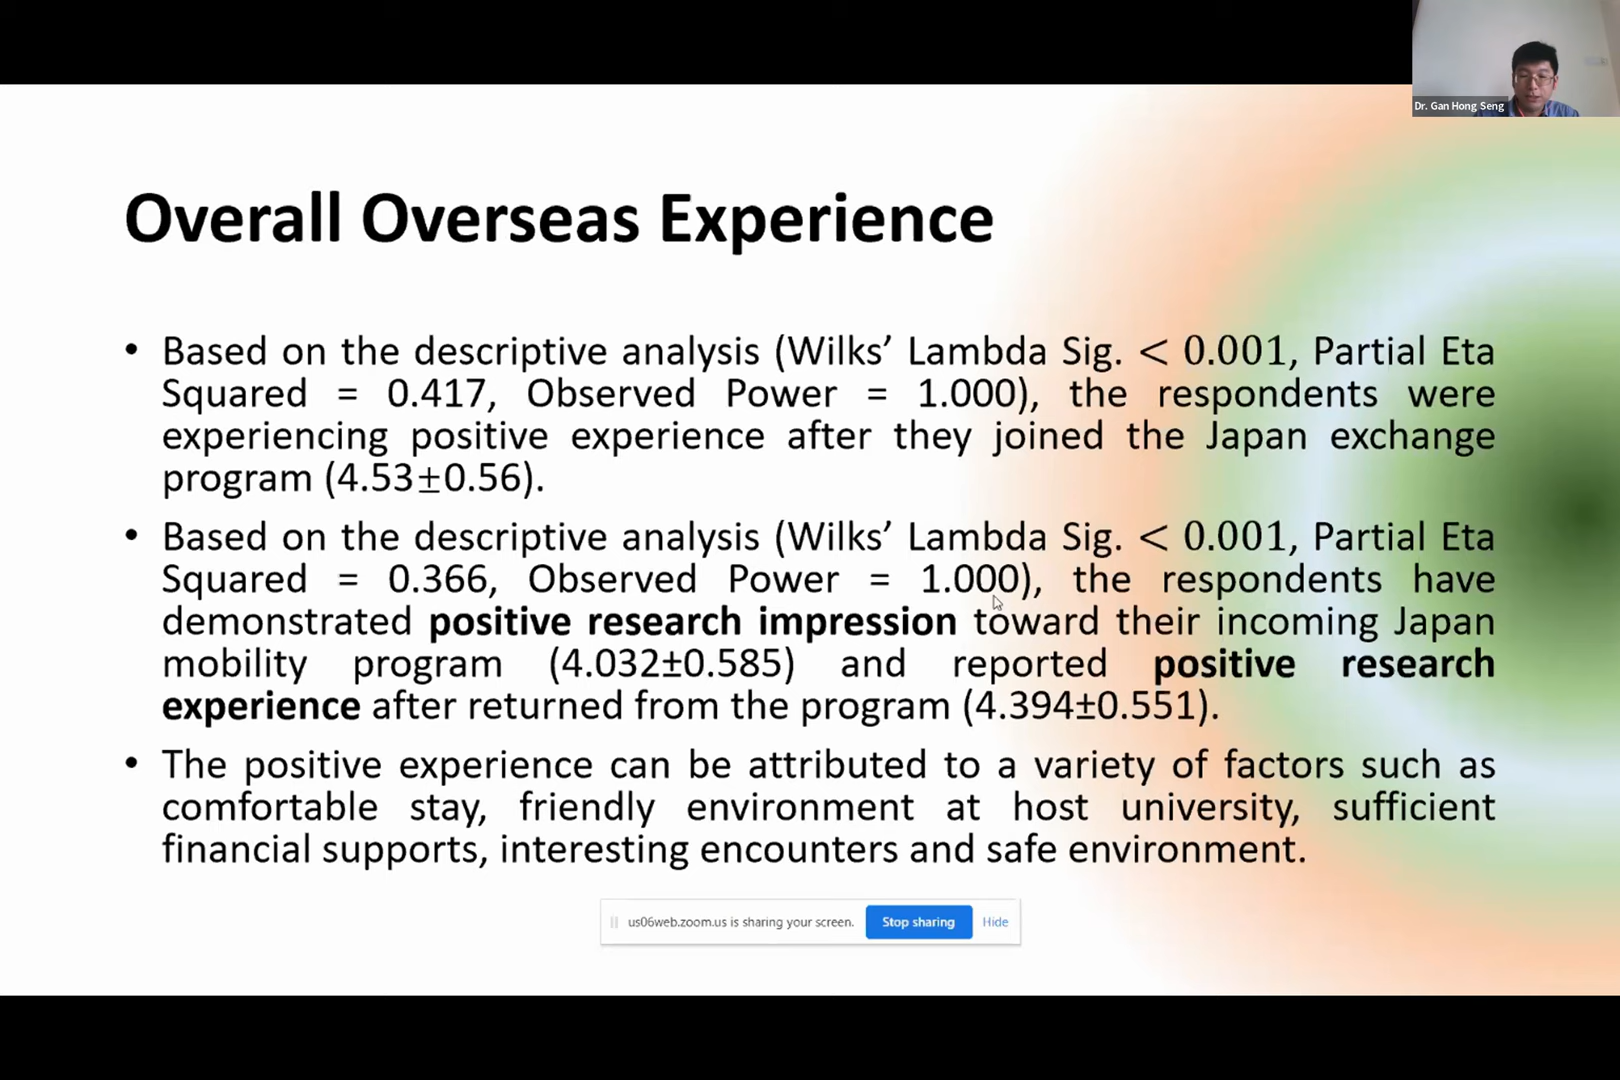 Dr. Gan Hong Seng
Overall Overseas Experience
• Based on the descriptive analysis (Wilks’ Lambda Sig. < 0.001, Partial Eta
Squared = 0.417, Observed Power = 1.000), the respondents were
experiencing positive experience after they joined the Japan exchange
program (4.53±0.56).
• Based on the descriptive analysis (Wilks’ Lambda Sig. < 0.001, Partial Eta
Squared = 0.366, Observed Power = 1.000), the respondents have
demonstrated positive research impression toward their incoming Japan
mobility program (4.032±0.585) and reported positive research
experience after returned from the program (4.394±0.551).
• The positive experience can be attributed to a variety of factors such as
comfortable stay, friendly environment at host university, sufficient
financial supports, interesting encounters and safe environment.
us06web.zoom.us is sharing your screen. Stop sharing Hide